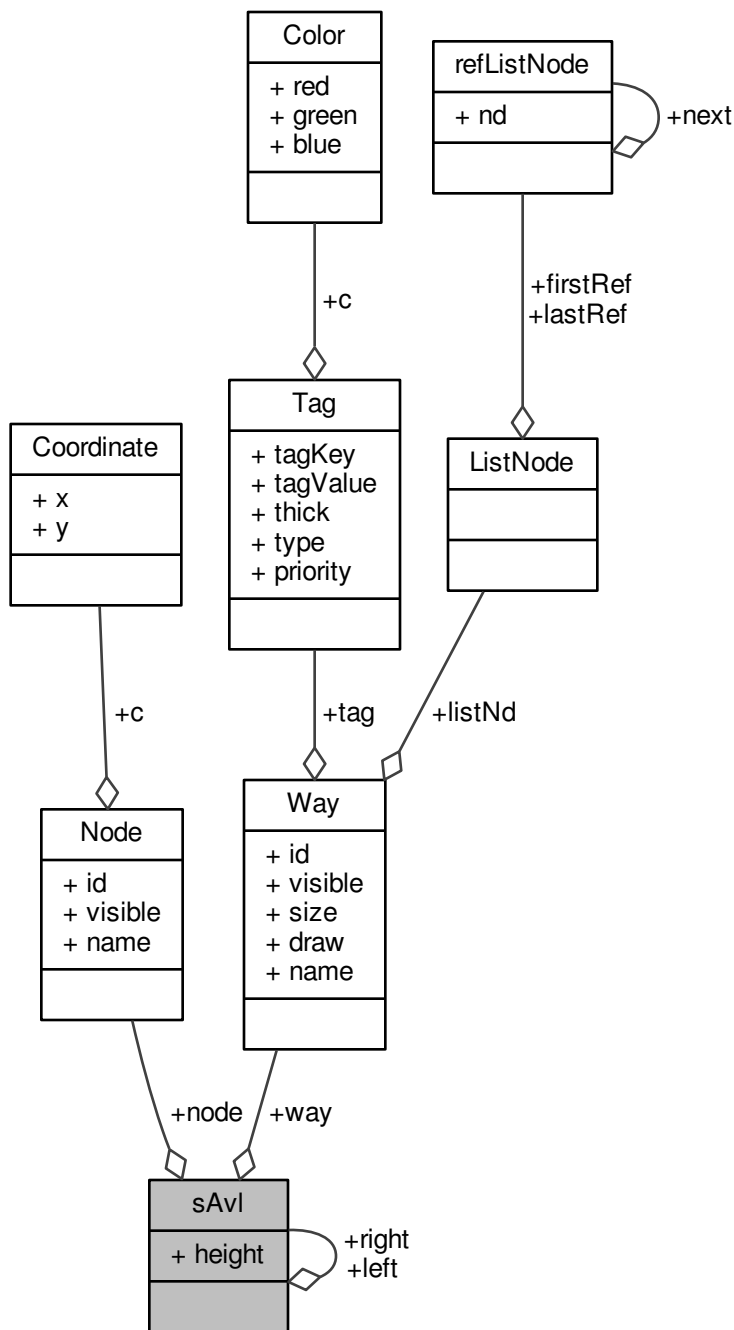 Color
+ red
+ green
+ blue
refListNode
+ nd
+next
+c
+firstRef
+lastRef
Tag
+ tagKey
+ tagValue
+ thick
+ type
+ priority
Coordinate
+ x
+ y
ListNode
+c
+tag
+listNd
Node
+ id
+ visible
+ name
Way
+ id
+ visible
+ size
+ draw
+ name
+node
+way
sAvl
+ height
+right
+left